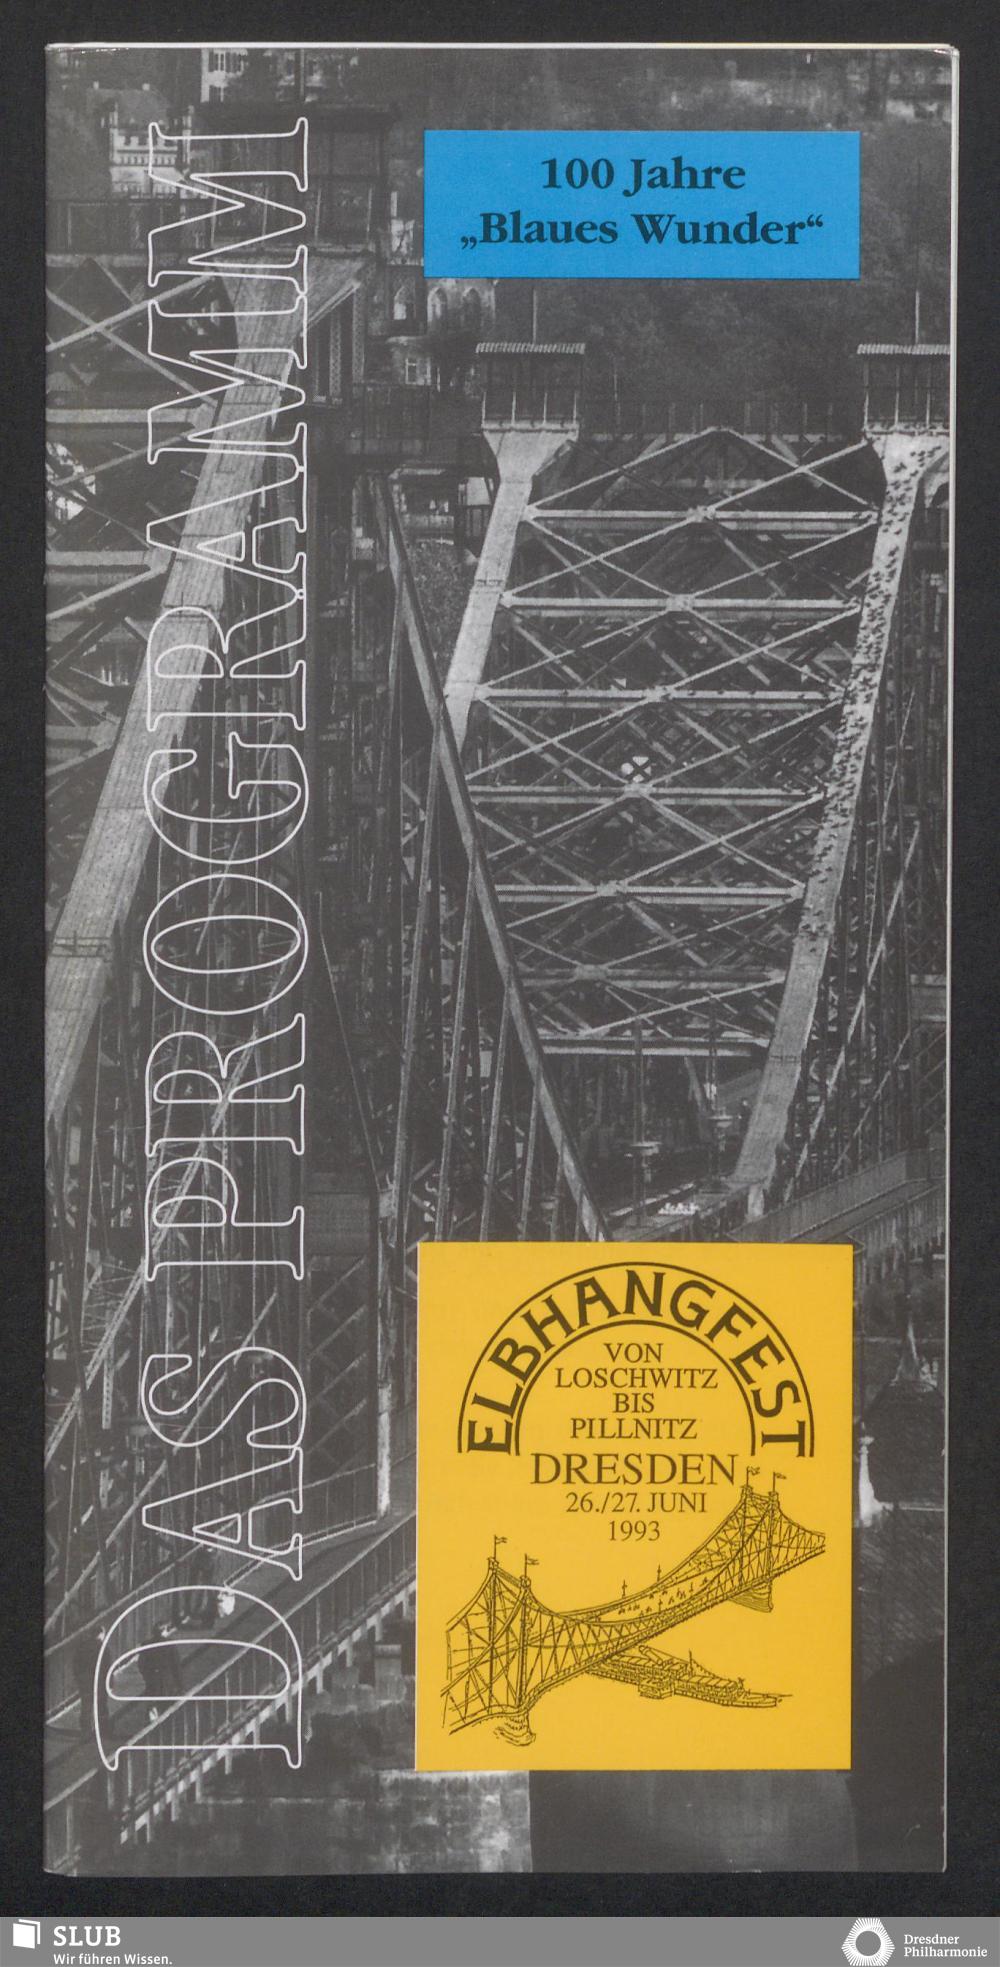 DAS PROGRAMM
100 Jahre
„Blaues Wunder“
ELBHANGFEST
VON
LOSCHWITZ
BIS
PILLNITZ
DRESDEN
26./27. JUNI
1993
SLUB
Wir führen Wissen.
Dresdner
Philharmonie